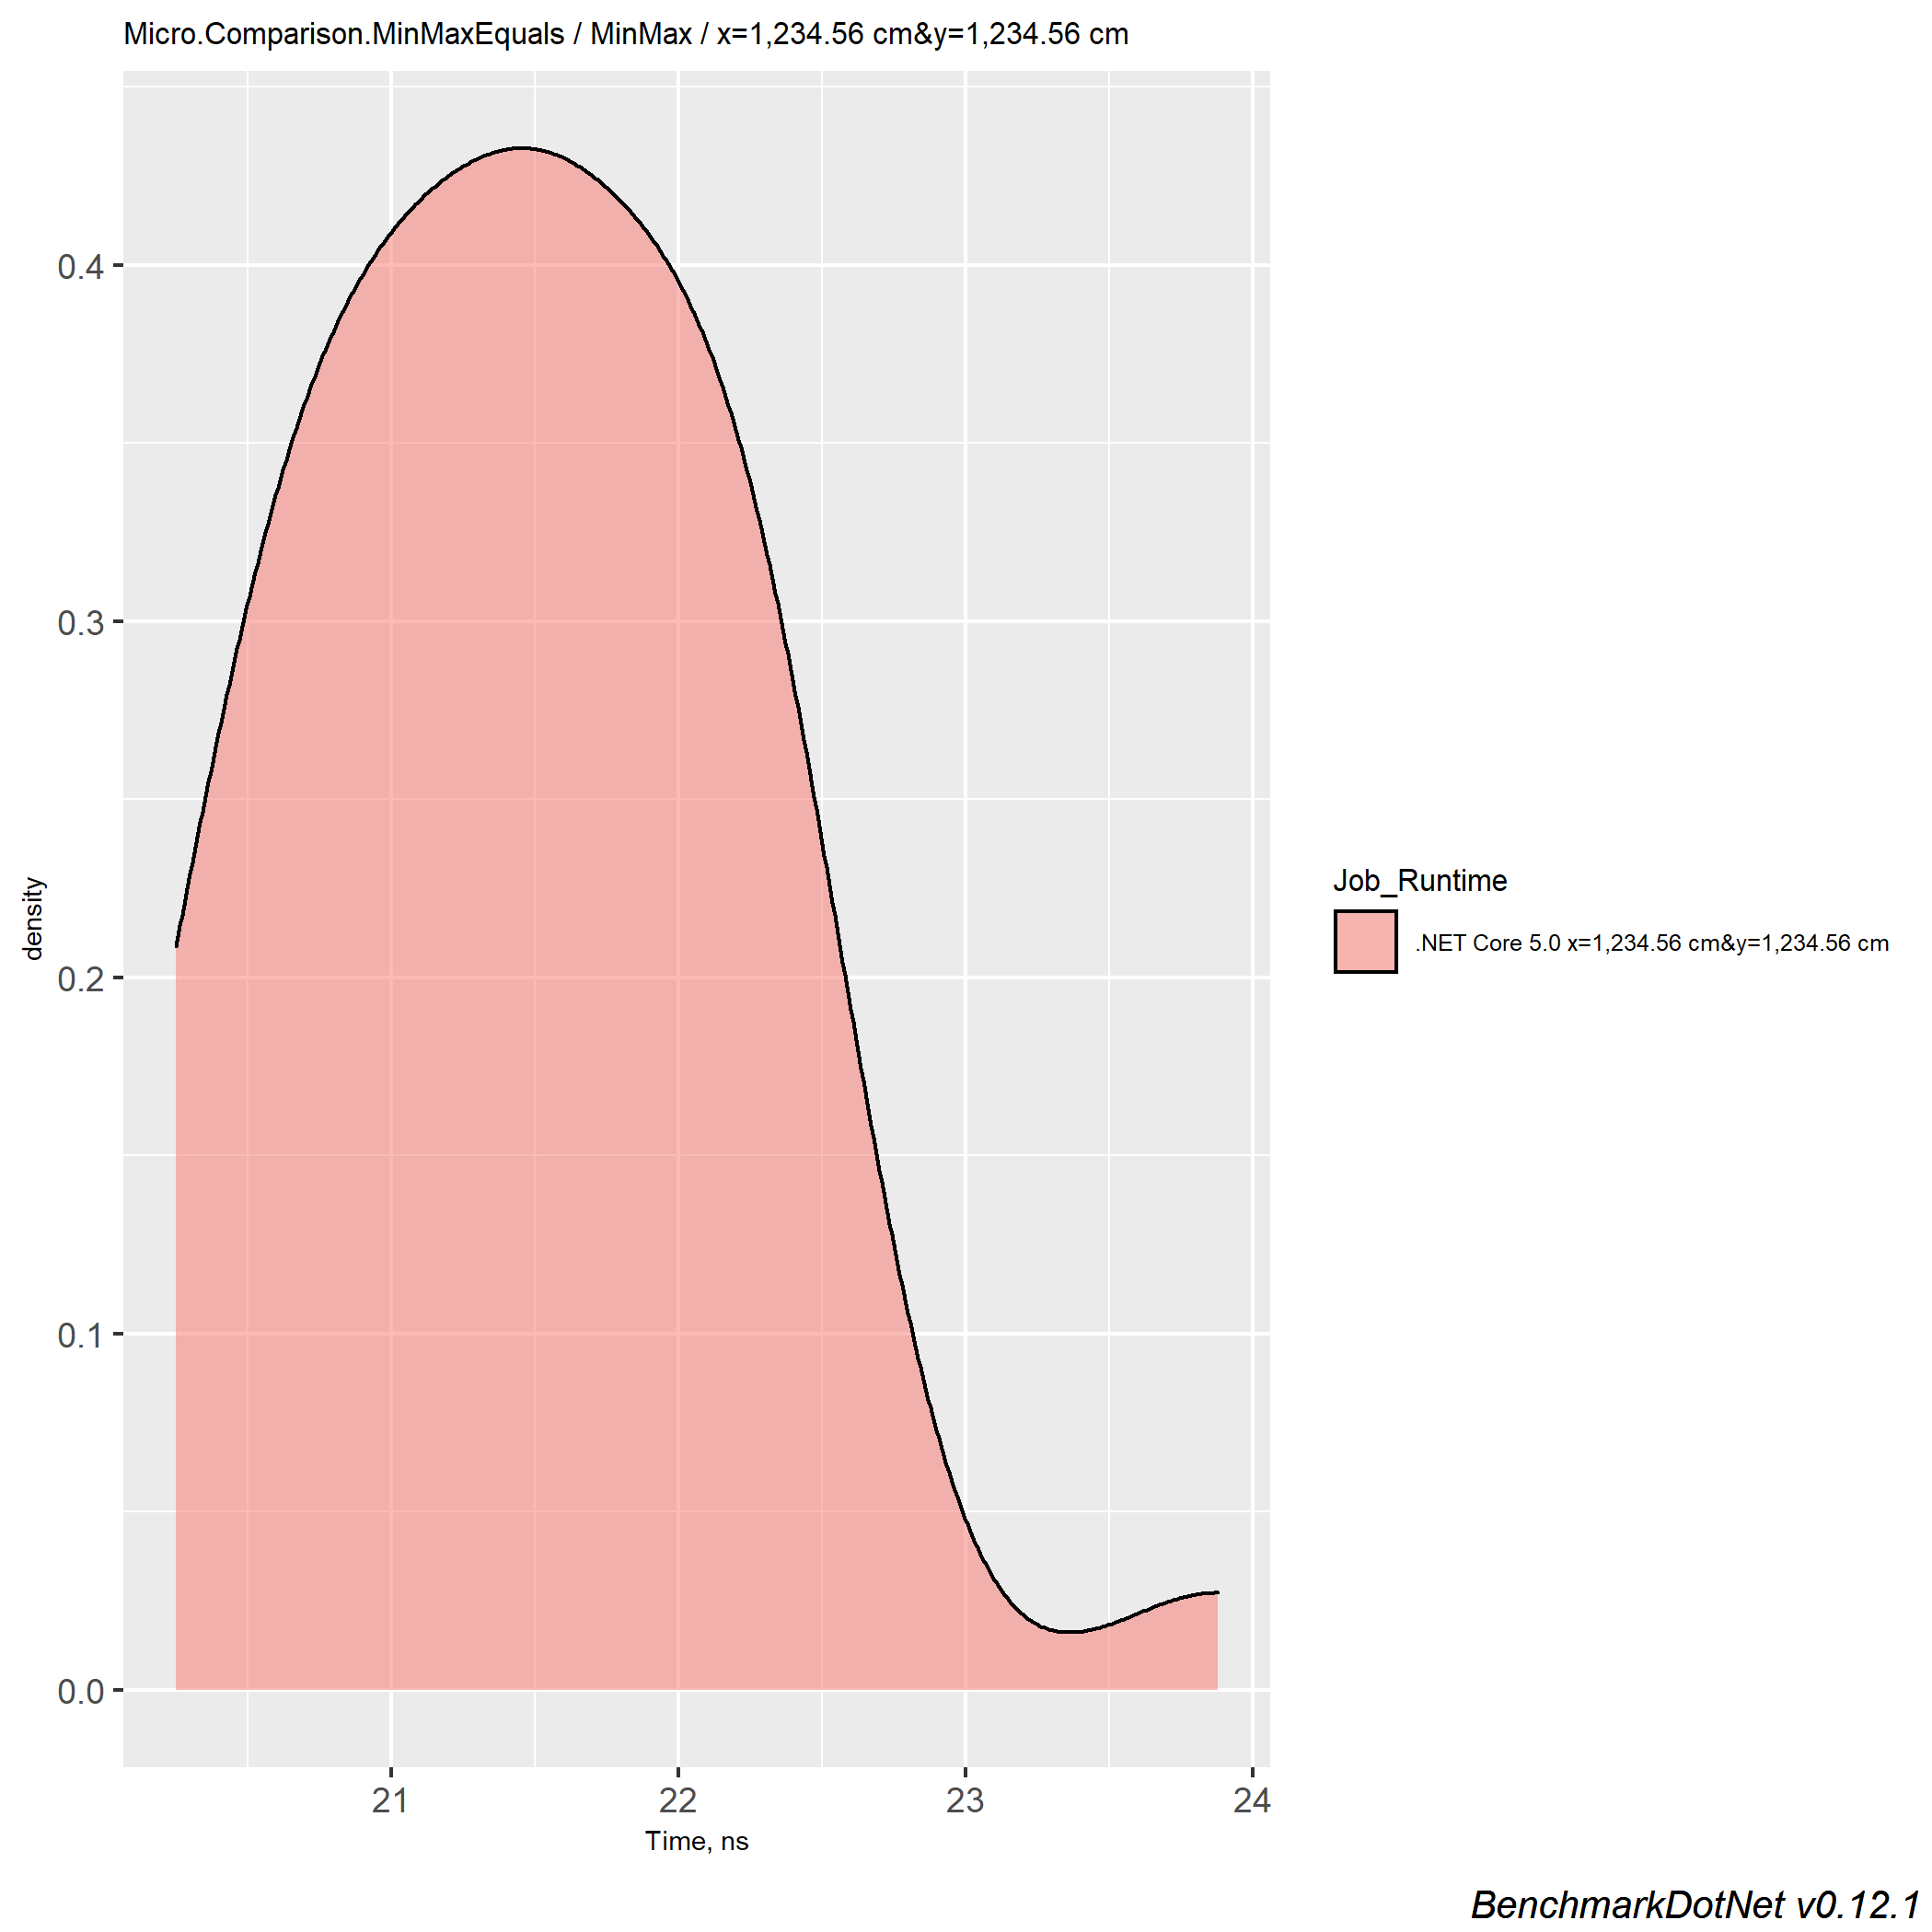 Micro.Comparison.MinMaxEquals / MinMax / x=1,234.56 cm&y=1,234.56 cm
density
0.4
0.3
0.2
0.1
0.0
21 22 23 24
Time, ns
Job_Runtime
.NET Core 5.0 x=1,234.56 cm&y=1,234.56 cm
BenchmarkDotNet v0.12.1